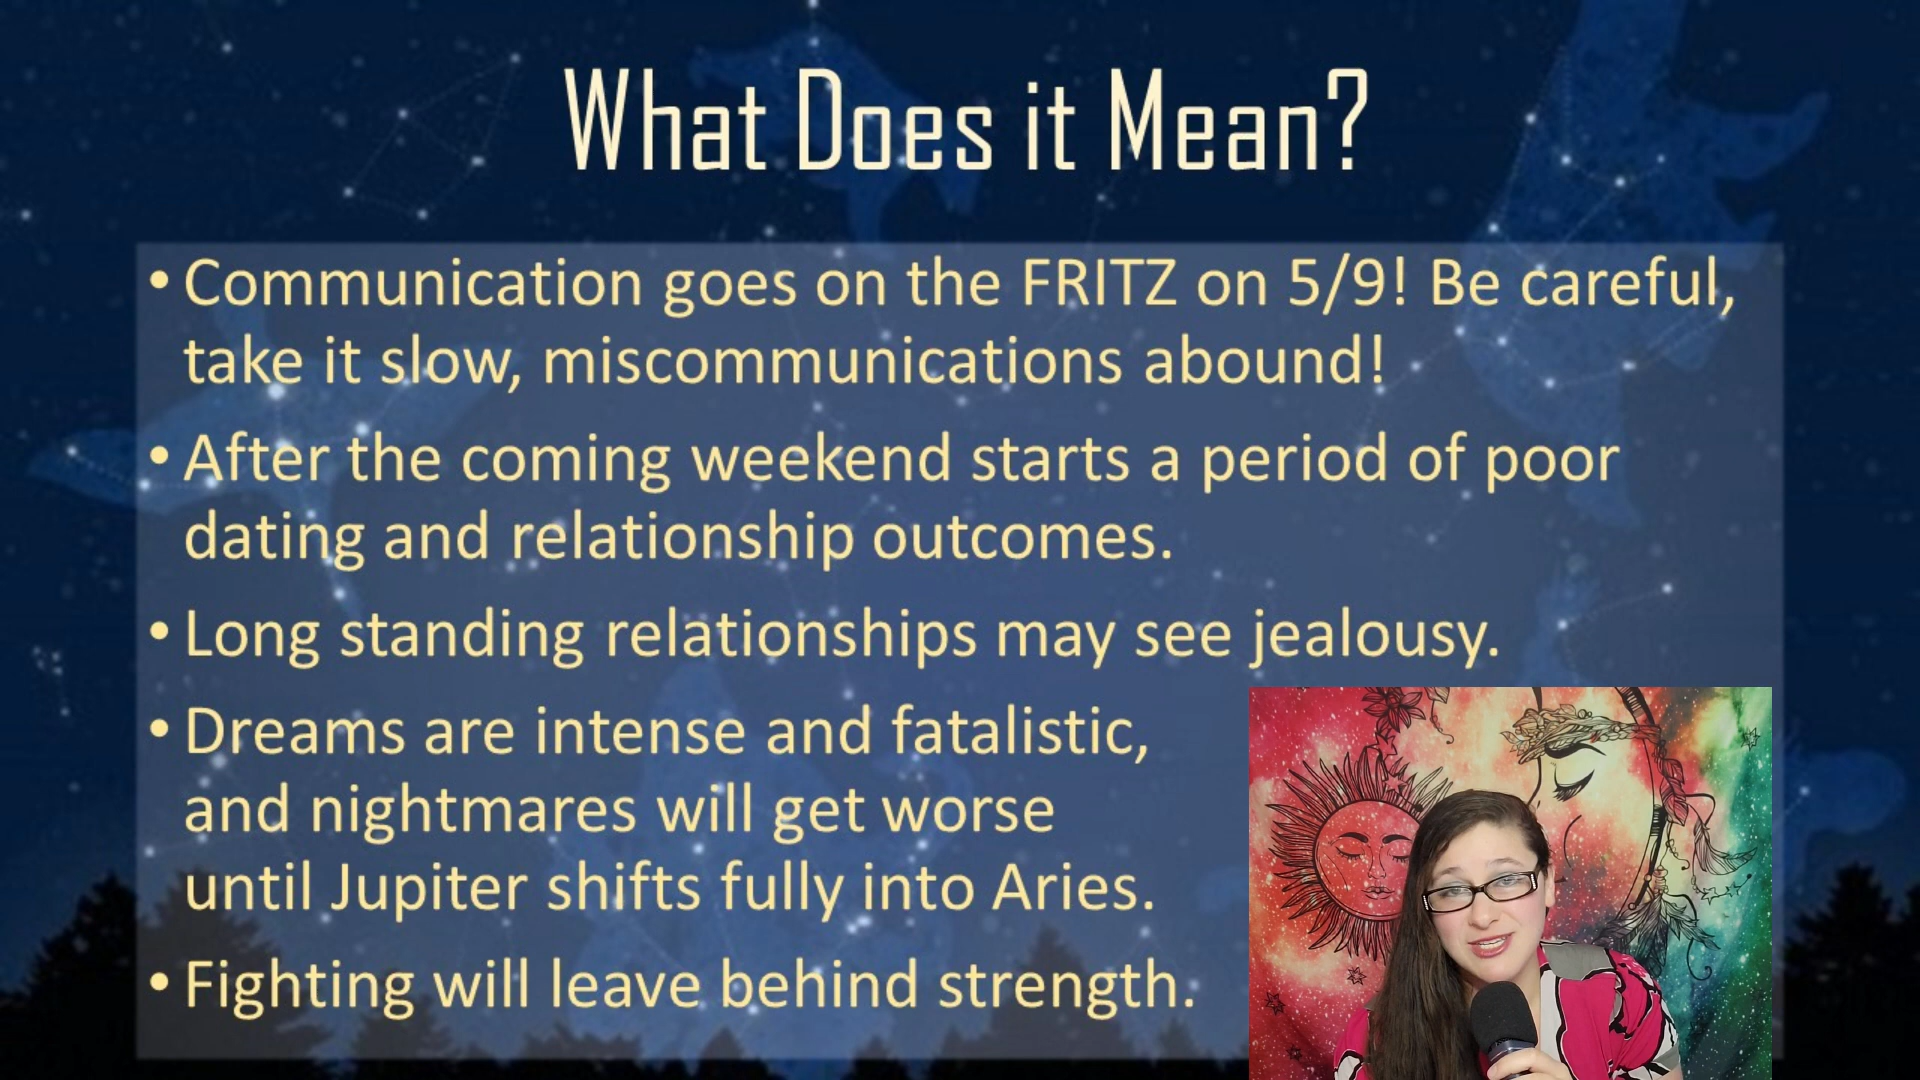 What Does it Mean?
• Communication goes on the FRITZ on 5/9! Be careful,
take it slow, miscommunications abound!
• After the coming weekend starts a period of poor
dating and relationship outcomes.
• Long standing relationships may see jealousy.
• Dreams are intense and fatalistic,
and nightmares will get worse
until Jupiter shifts fully into Aries.
• Fighting will leave behind strength.